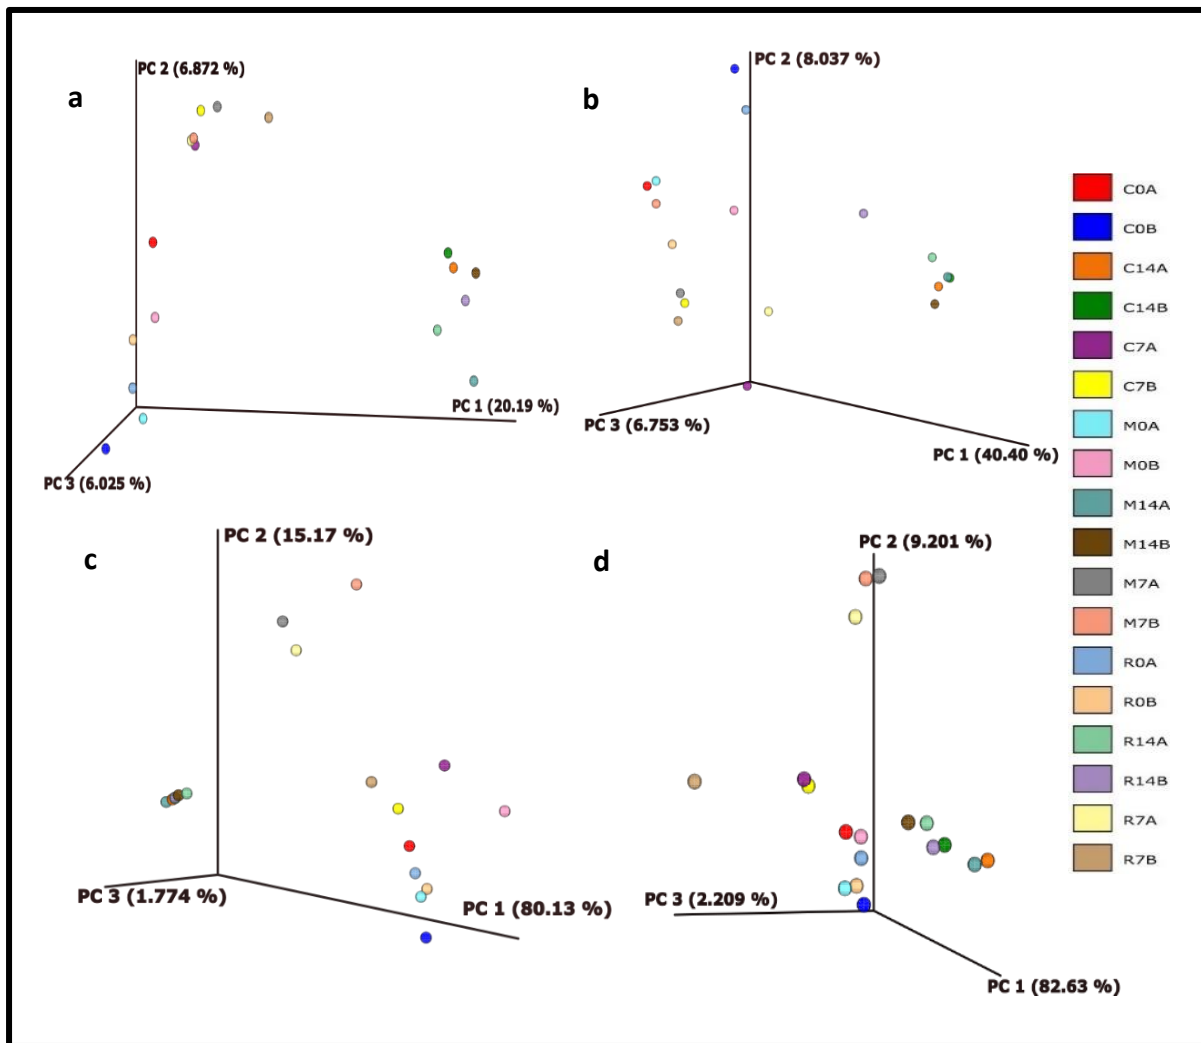 a
PC 2 (6.872 %)
PC 1 (20.19 %)
PC 3 (6.025 %)
b
PC 2 (8.037 %)
PC 3 (6.753 %)
PC 1 (40.40 %)
c
PC 2 (15.17 %)
PC 3 (1.774 %)
PC 1 (80.13 %)
d
PC 2 (9.201 %)
PC 3 (2.209 %)
PC 1 (82.63 %)
C0A
C0B
C14A
C14B
C7A
C7B
M0A
M0B
M14A
M14B
M7A
M7B
R0A
R0B
R14A
R14B
R7A
R7B